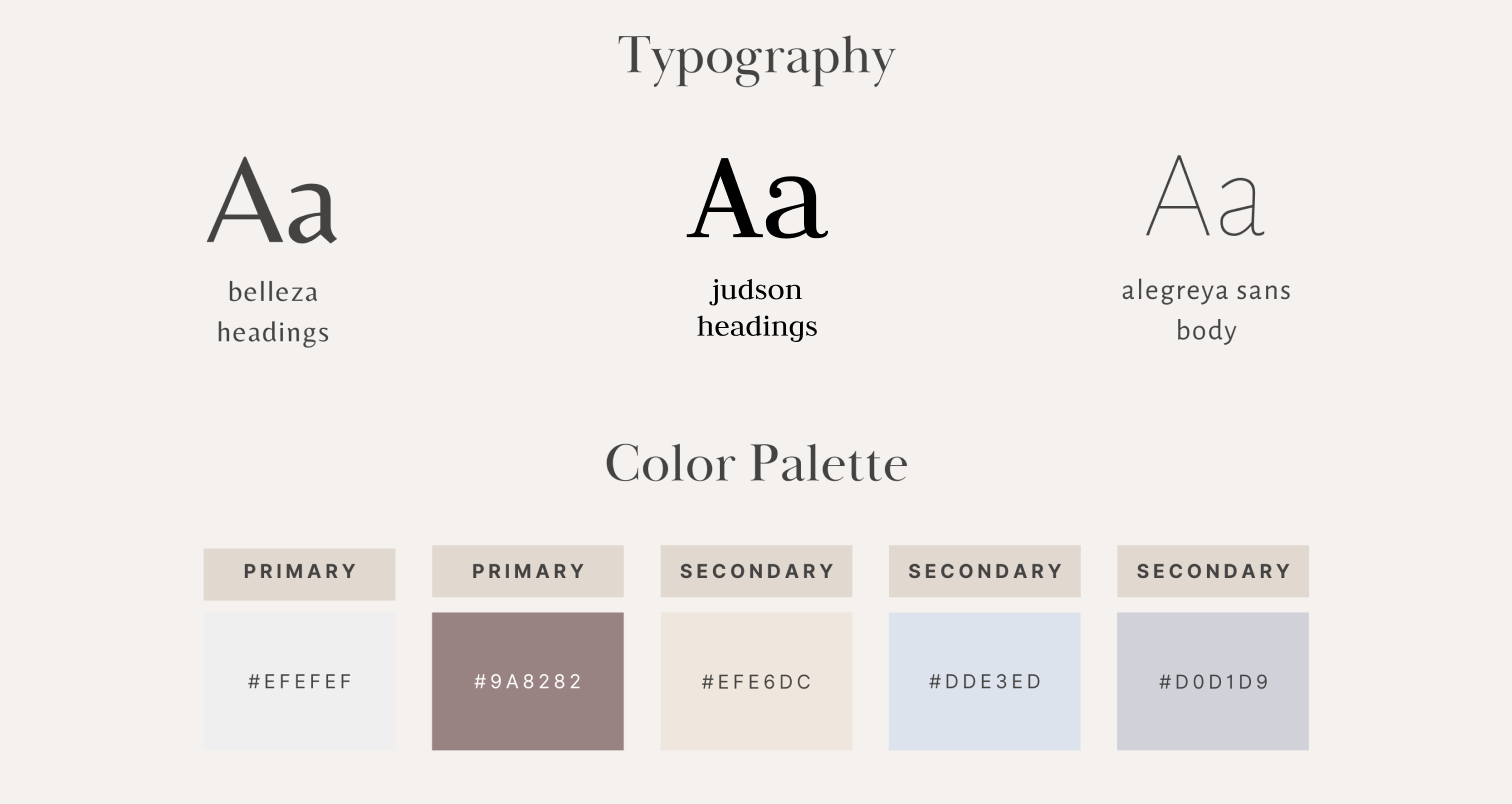 Typography
Aa
belleza
headings
Aa
judson
headings
Aa
alegreya sans
body
Color Palette
PRIMARY
PRIMARY
SECONDARY
SECONDARY
SECONDARY
#EFEFEF
#9A8282
#EFE6DC
#DDE3ED
#D0D1D9